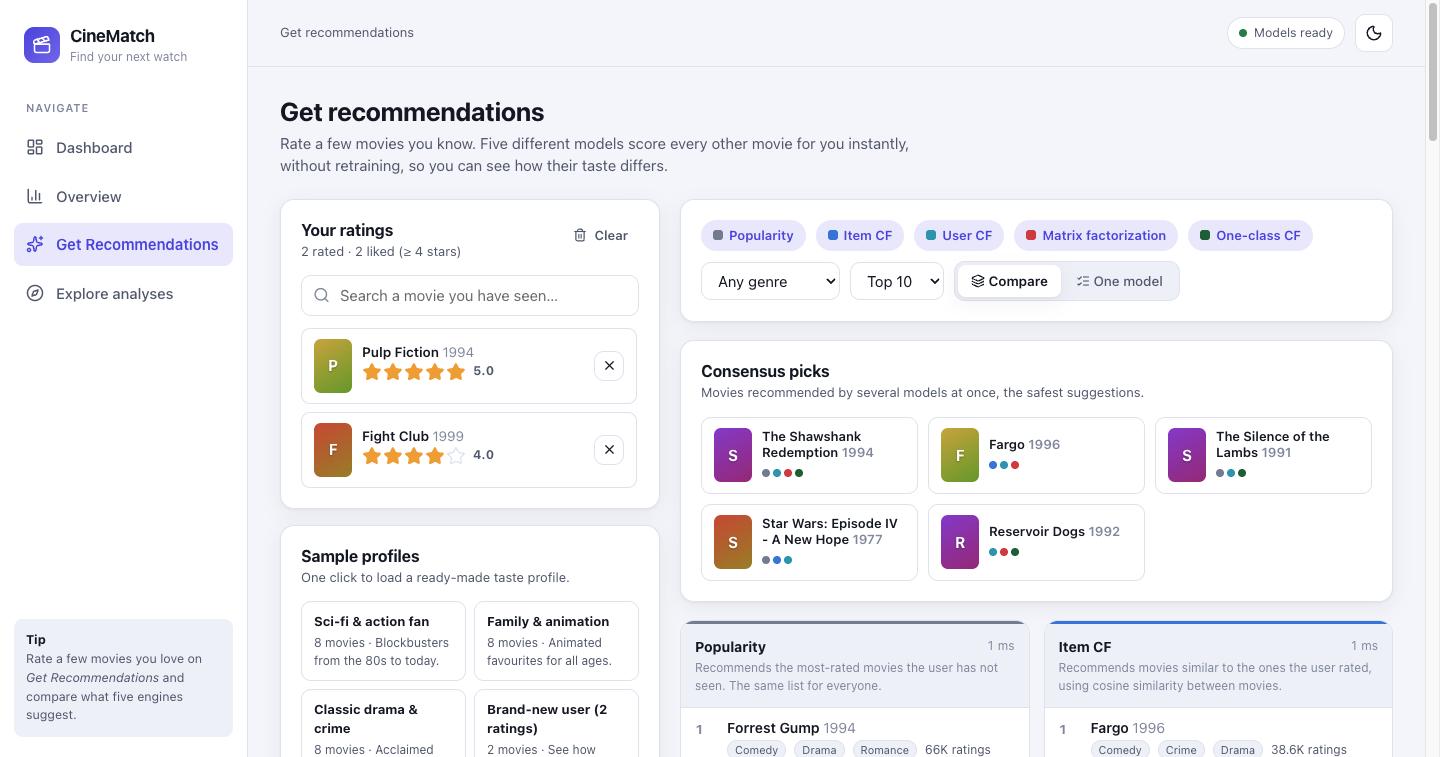 CineMatch
Find your next watch
NAVIGATE
Dashboard
Overview
Get Recommendations
Explore analyses
Tip
Rate a few movies you love on
Get Recommendations and
compare what five engines
suggest.
Get recommendations
Models ready
Get recommendations
Rate a few movies you know. Five different models score every other movie for you instantly,
without retraining, so you can see how their taste differs.
Your ratings
2 rated · 2 liked (≥ 4 stars)
Clear
Search a movie you have seen...
P
Pulp Fiction 1994
5.0
F
Fight Club 1999
4.0
Sample profiles
One click to load a ready-made taste profile.
Sci-fi & action fan
8 movies · Blockbusters
from the 80s to today.
Family & animation
8 movies · Animated
favourites for all ages.
Classic drama &
crime
8 movies · Acclaimed
Brand-new user (2
ratings)
2 movies · See how
Popularity
Item CF
User CF
Matrix factorization
One-class CF
Any genre
Top 10
Compare
One model
Consensus picks
Movies recommended by several models at once, the safest suggestions.
S
The Shawshank
Redemption 1994
F
Fargo 1996
S
The Silence of the
Lambs 1991
S
Star Wars: Episode IV
- A New Hope 1977
R
Reservoir Dogs 1992
Popularity
1 ms
Recommends the most-rated movies the user has not
seen. The same list for everyone.
1
Forrest Gump 1994
Comedy
Drama
Romance
66K ratings
Item CF
1 ms
Recommends movies similar to the ones the user rated,
using cosine similarity between movies.
1
Fargo 1996
Comedy
Crime
Drama
38.6K ratings